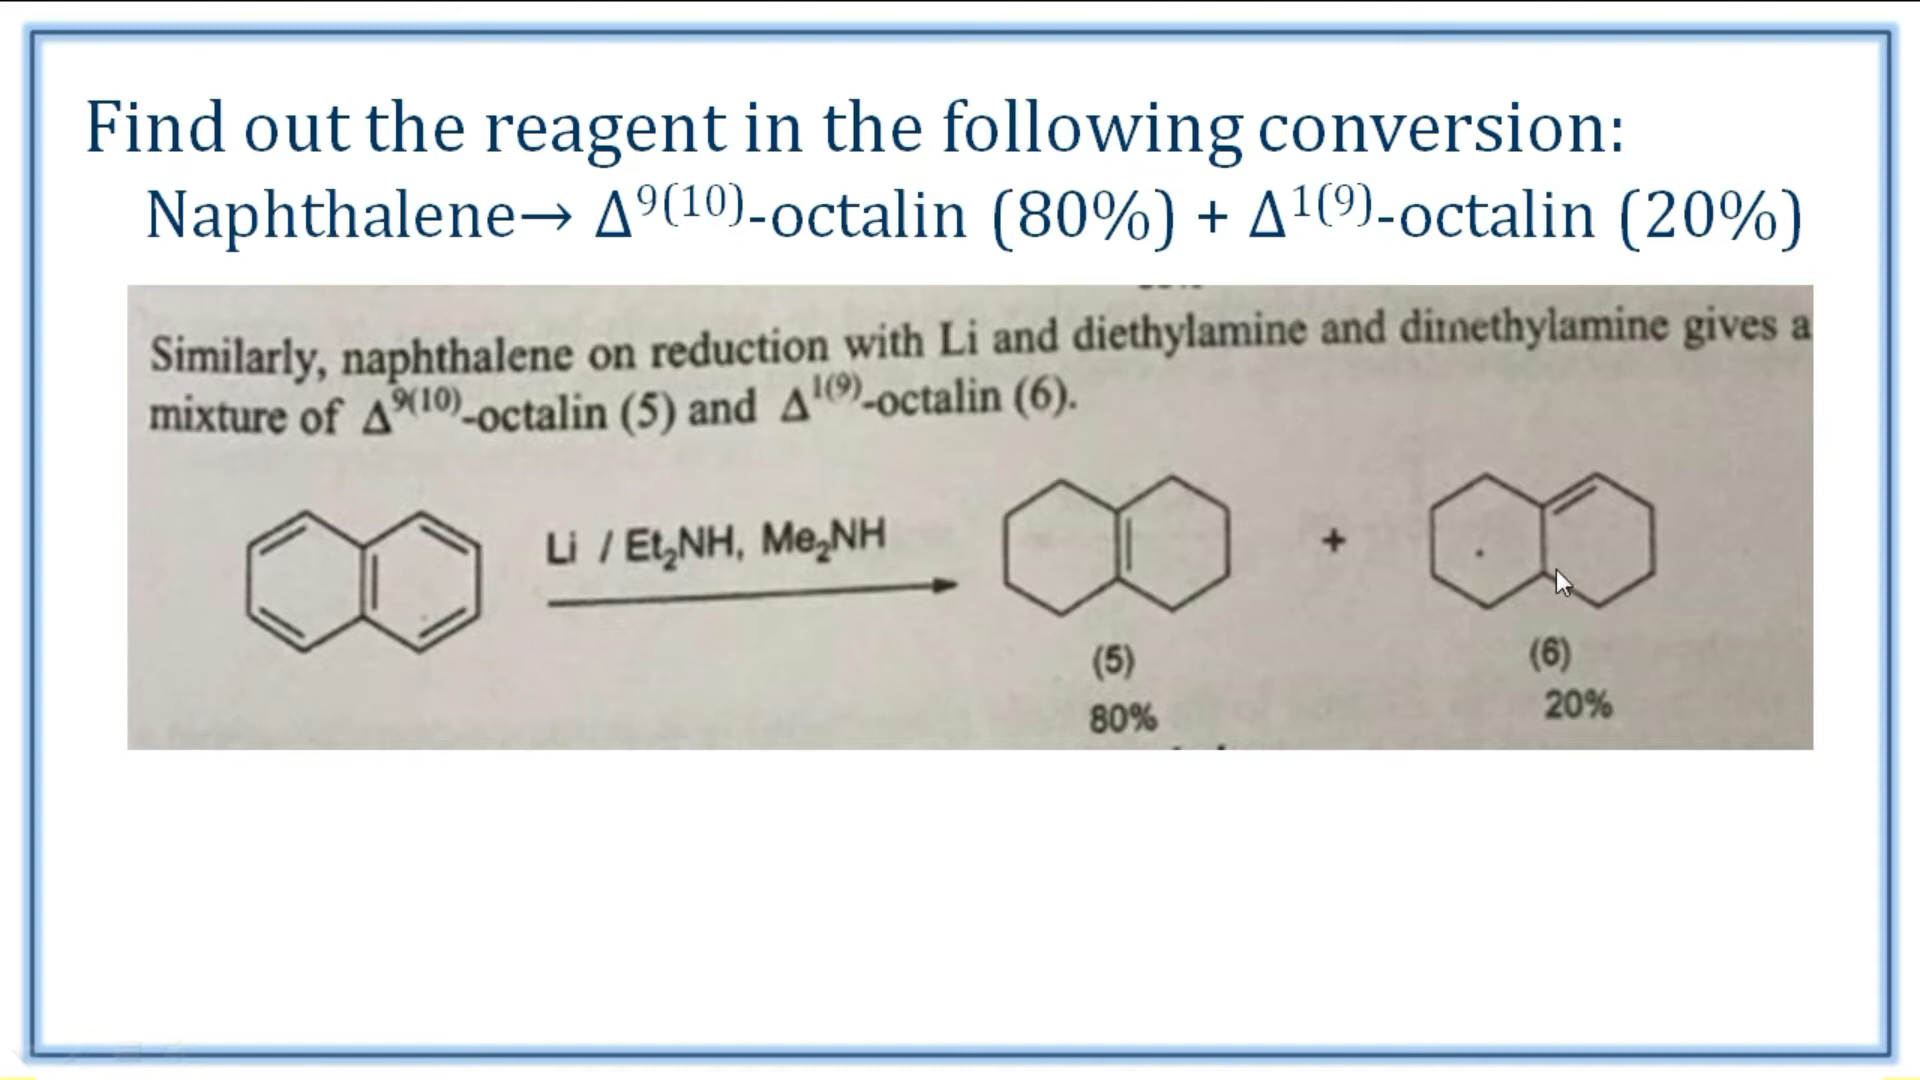 Find out the reagent in the following conversion:
Naphthalene→ Δ⁹⁽¹⁰⁾-octalin (80%) + Δ¹⁽⁹⁾-octalin (20%)
Similarly, naphthalene on reduction with Li and diethylamine and dimethylamine gives a
mixture of Δ⁹⁽¹⁰⁾-octalin (5) and Δ¹⁽⁹⁾-octalin (6).
Li / Et₂NH, Me₂NH
+
(5)
(6)
80%
20%